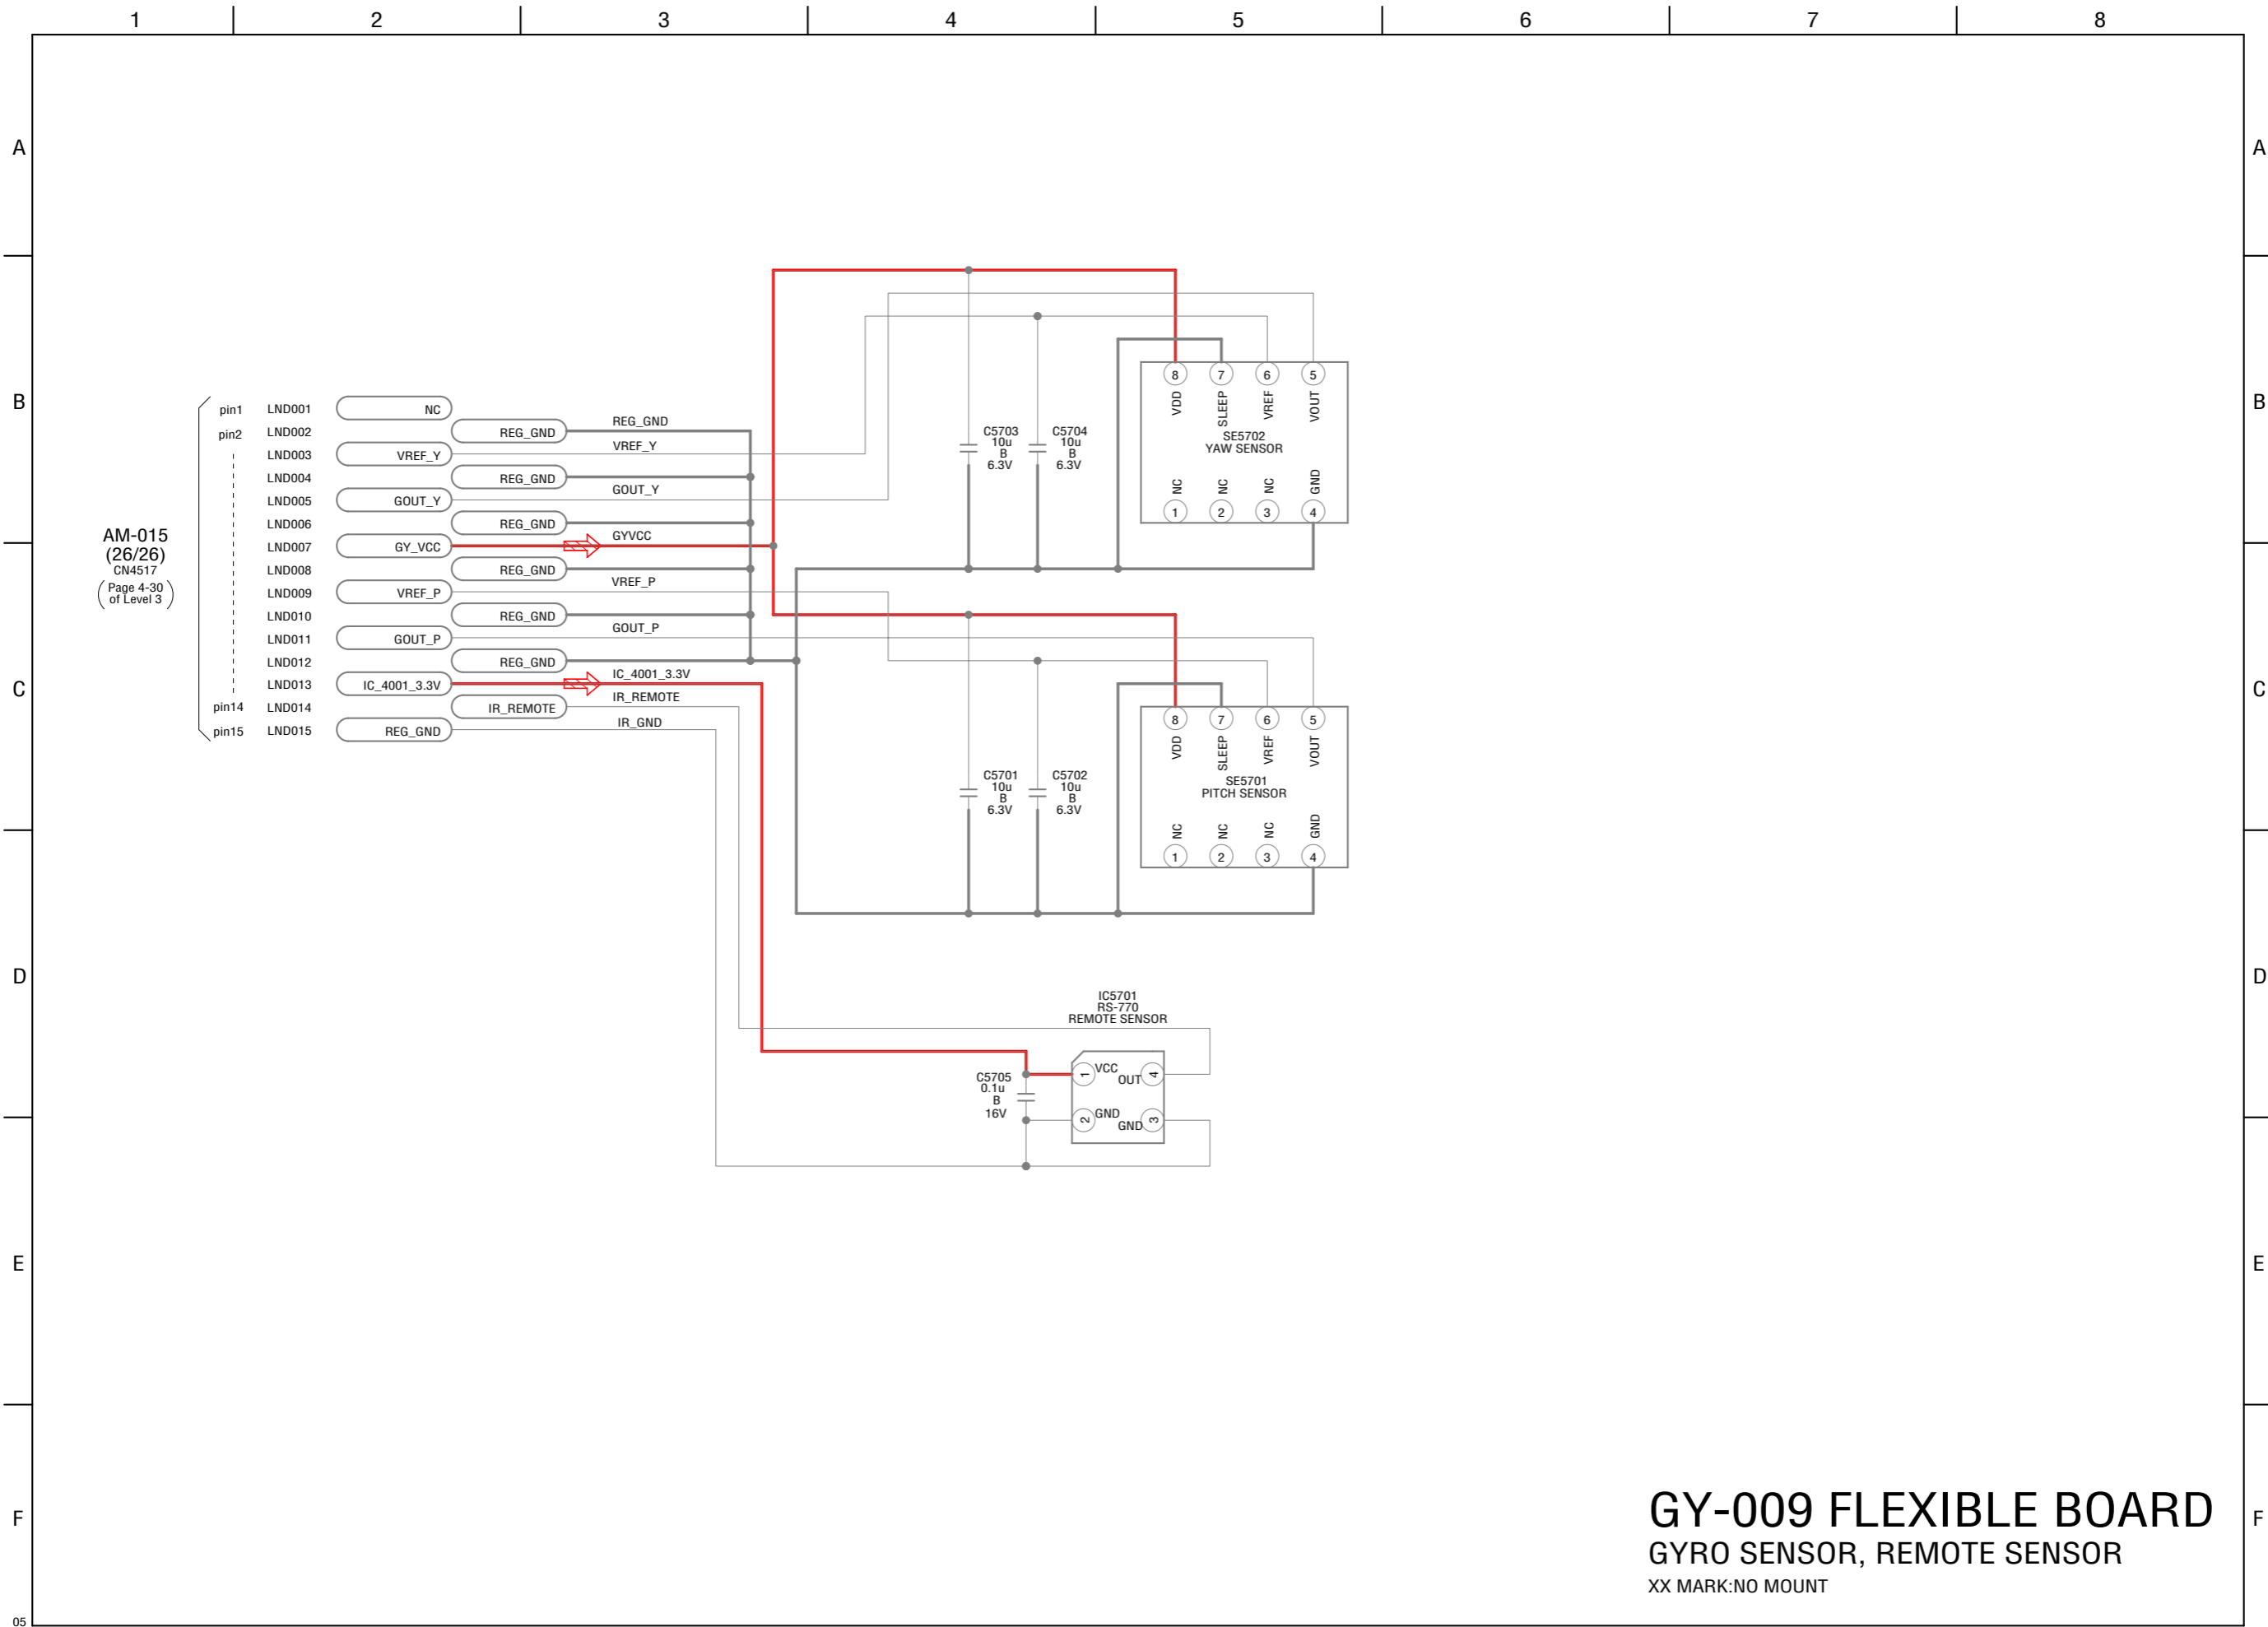 1 2 3 4 5 6 7 8
A A
B B
C C
D D
E E
F F
AM-015
(26/26)
CN4517
Page 4-30
of Level 3
pin1 LND001 NC
pin2 LND002 REG_GND REG_GND
LND003 VREF_Y VREF_Y
LND004 REG_GND
LND005 GOUT_Y GOUT_Y
LND006 REG_GND
LND007 GY_VCC GYVCC
LND008 REG_GND
LND009 VREF_P VREF_P
LND010 REG_GND
LND011 GOUT_P GOUT_P
LND012 REG_GND
LND013 IC_4001_3.3V IC_4001_3.3V
pin14 LND014 IR_REMOTE IR_REMOTE
pin15 LND015 REG_GND IR_GND
C5703
10u
B
6.3V
C5704
10u
B
6.3V
8 7 6 5
VDD SLEEP VREF VOUT
SE5702
YAW SENSOR
NC NC NC GND
1 2 3 4
C5701
10u
B
6.3V
C5702
10u
B
6.3V
8 7 6 5
VDD SLEEP VREF VOUT
SE5701
PITCH SENSOR
NC NC NC GND
1 2 3 4
IC5701
RS-770
REMOTE SENSOR
C5705
0.1u
B
16V
1 VCC OUT 4
2 GND GND 3
GY-009 FLEXIBLE BOARD
GYRO SENSOR, REMOTE SENSOR
XX MARK:NO MOUNT
05